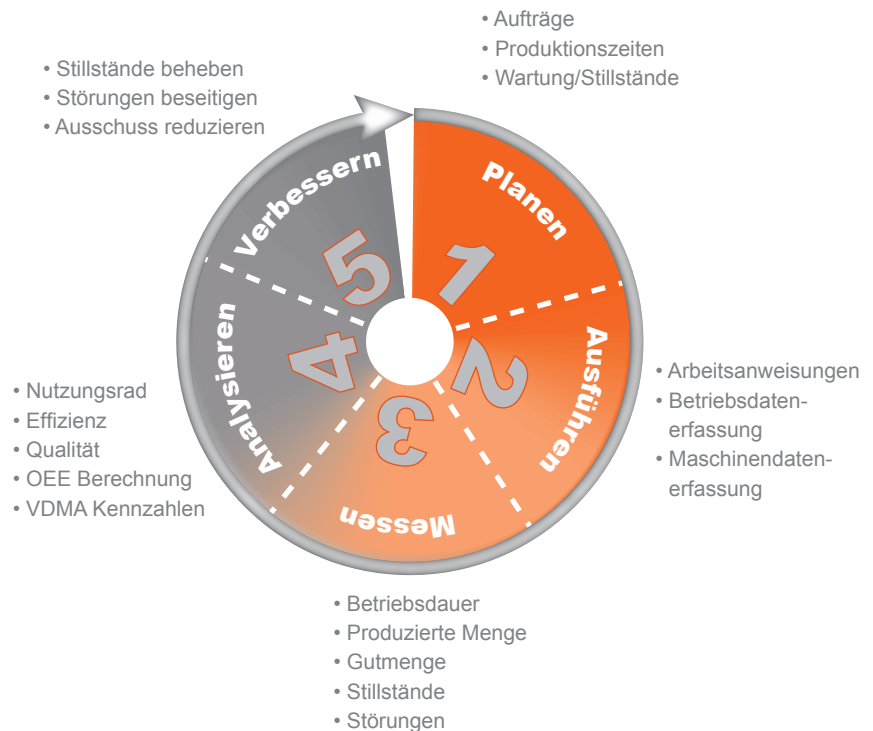 • Aufträge
• Produktionszeiten
• Wartung/Stillstände
Planen
1
Ausführen
2
• Arbeitsanweisungen
• Betriebsdaten-
erfassung
• Maschinendaten-
erfassung
Messen
3
• Betriebsdauer
• Produzierte Menge
• Gutmenge
• Stillstände
• Störungen
Analysieren
4
• Nutzungsrad
• Effizienz
• Qualität
• OEE Berechnung
• VDMA Kennzahlen
Verbessern
5
• Stillstände beheben
• Störungen beseitigen
• Ausschuss reduzieren